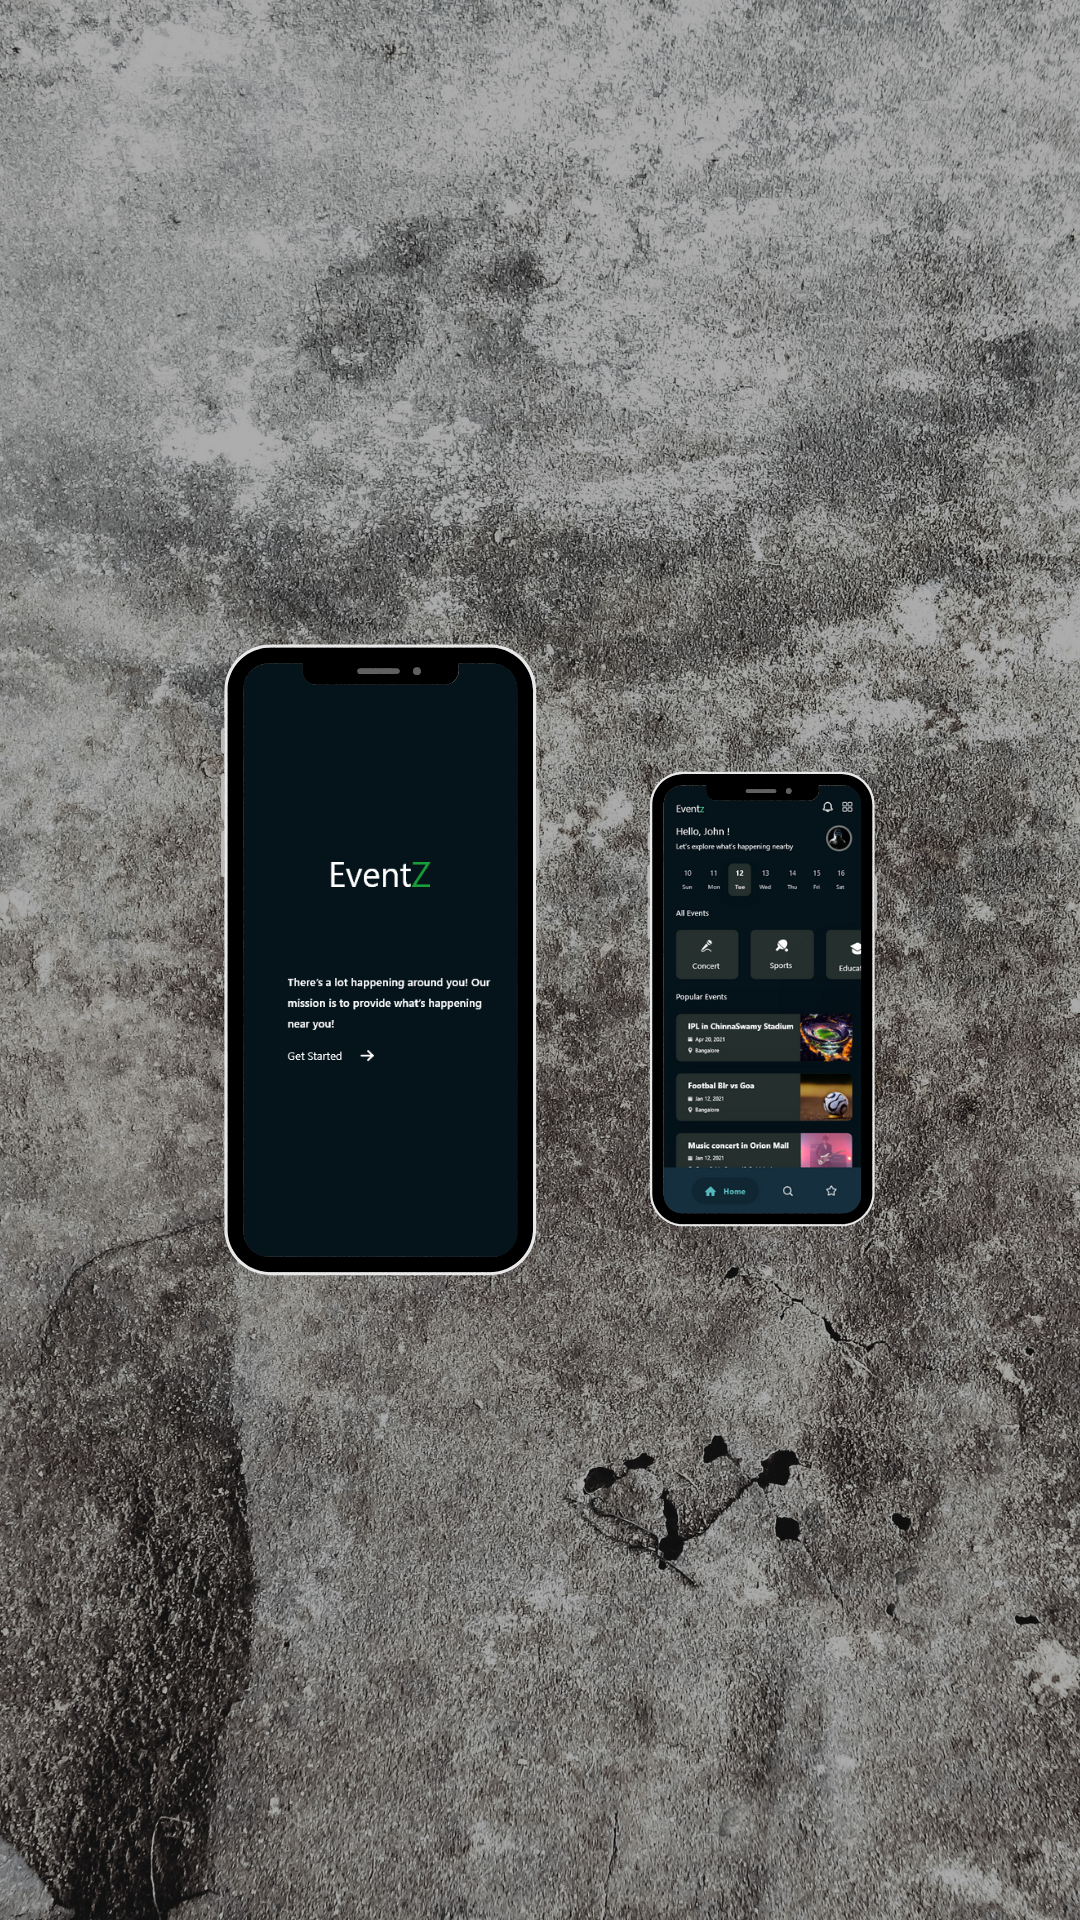 EventZ
There's a lot happening around you! Our
mission is to provide what's happening
near you!
Get Started
Eventz
Hello, John !
Let's explore what's happening nearby
10 11 12 13 14 15 16
Sun Mon Tue Wed Thu Fri Sat
All Events
Concert Sports Educat
Popular Events
IPL in ChinnaSwamy Stadium
Apr 20, 2021
Bangalore
Footbal Blr vs Goa
Jan 12, 2021
Bangalore
Music concert in Orion Mall
Jan 12, 2021
Home